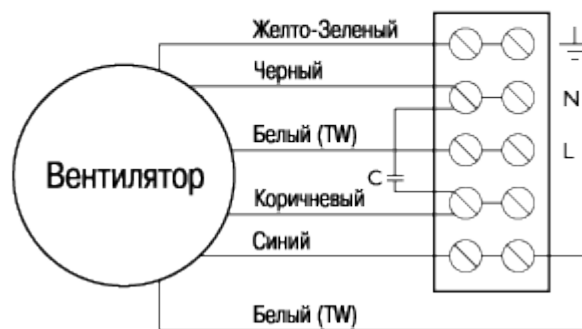 Желто-Зеленый
Черный
N
Белый (TW)
L
Вентилятор
C
Коричневый
Синий
Белый (TW)